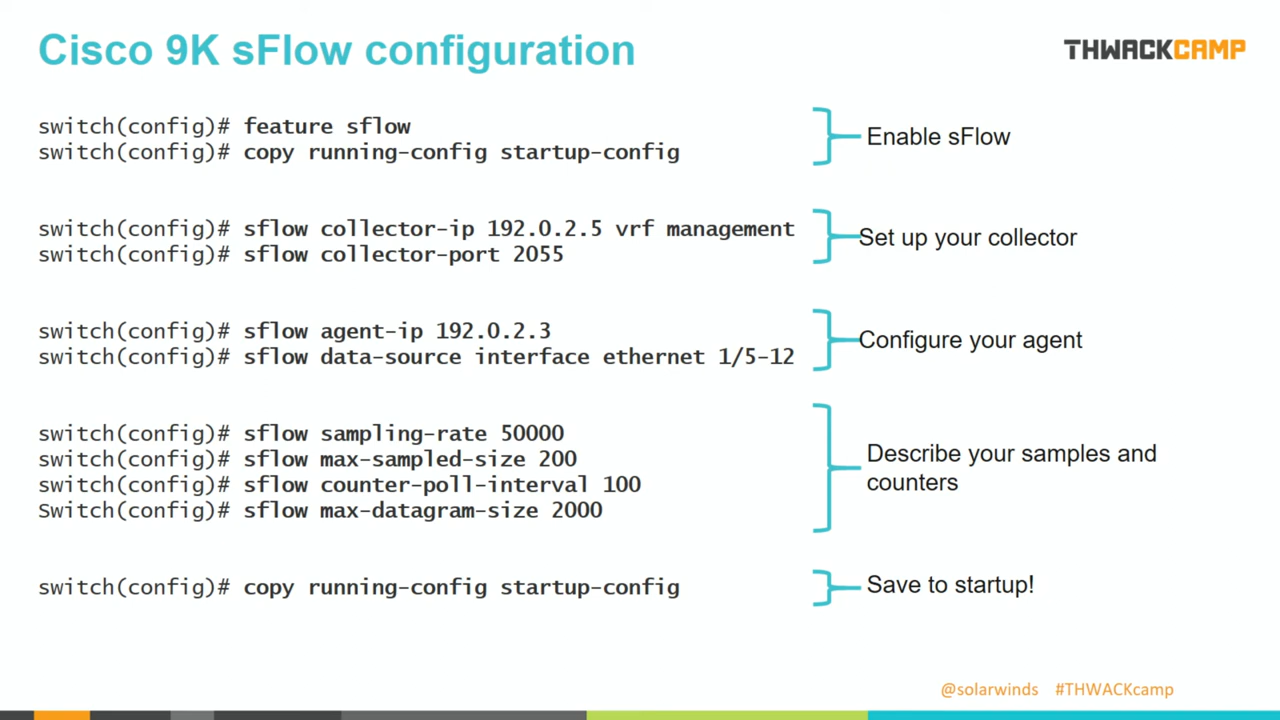 Cisco 9K sFlow configuration
THWACKCAMP
switch(config)# feature sflow
switch(config)# copy running-config startup-config
Enable sFlow
switch(config)# sflow collector-ip 192.0.2.5 vrf management
switch(config)# sflow collector-port 2055
Set up your collector
switch(config)# sflow agent-ip 192.0.2.3
switch(config)# sflow data-source interface ethernet 1/5-12
Configure your agent
switch(config)# sflow sampling-rate 50000
switch(config)# sflow max-sampled-size 200
switch(config)# sflow counter-poll-interval 100
Switch(config)# sflow max-datagram-size 2000
Describe your samples and
counters
switch(config)# copy running-config startup-config
Save to startup!
@solarwinds #THWACKcamp